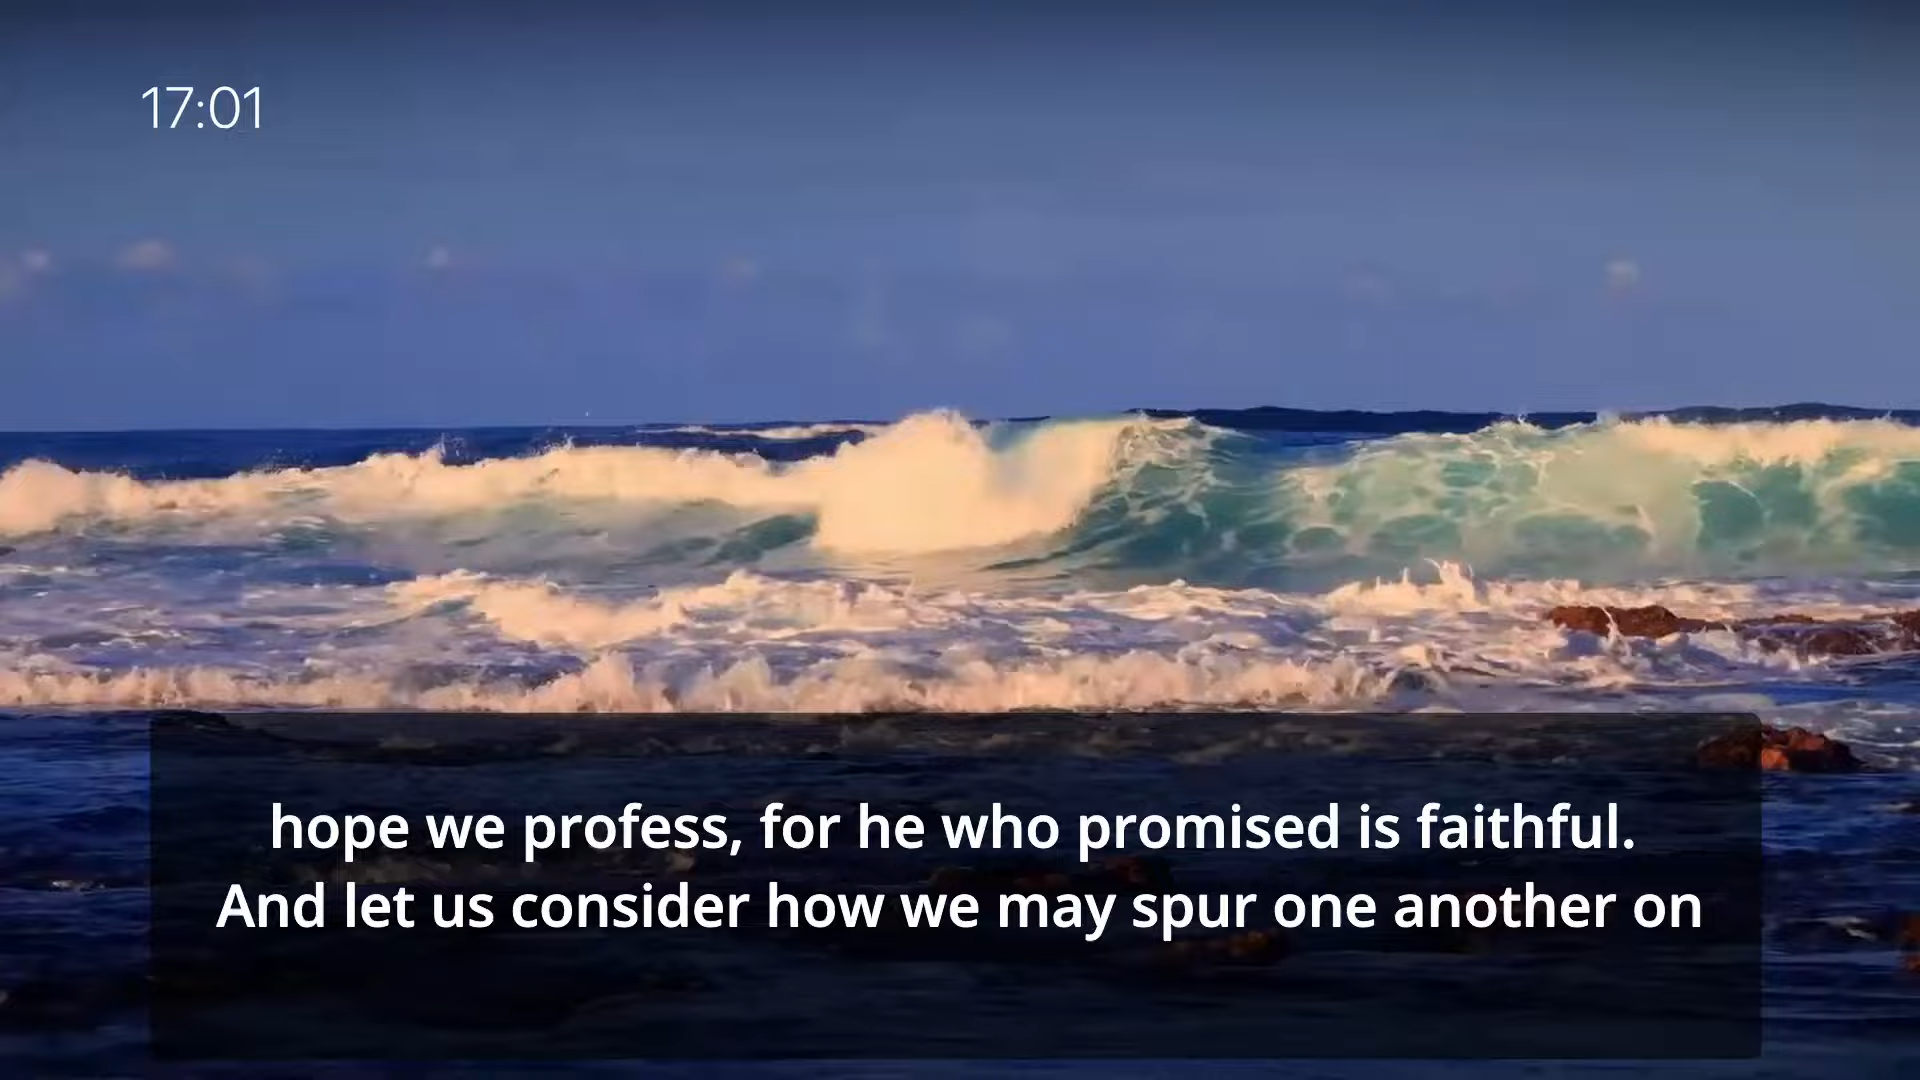 17:01
hope we profess, for he who promised is faithful.
And let us consider how we may spur one another on